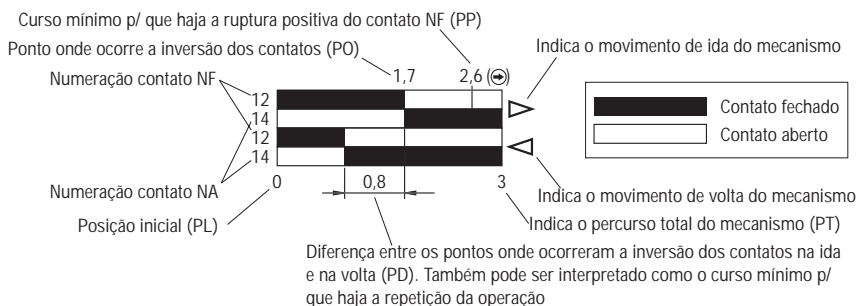 Curso mínimo p/ que haja a ruptura positiva do contato NF (PP)
Ponto onde ocorre a inversão dos contatos (PO)
Indica o movimento de ida do mecanismo
Numeração contato NF
1,7
2,6
12
14
12
14
Contato fechado
Contato aberto
Numeração contato NA
0
0,8
3
Indica o movimento de volta do mecanismo
Posição inicial (PL)
Indica o percurso total do mecanismo (PT)
Diferença entre os pontos onde ocorreram a inversão dos contatos na ida
e na volta (PD). Também pode ser interpretado como o curso mínimo p/
que haja a repetição da operação